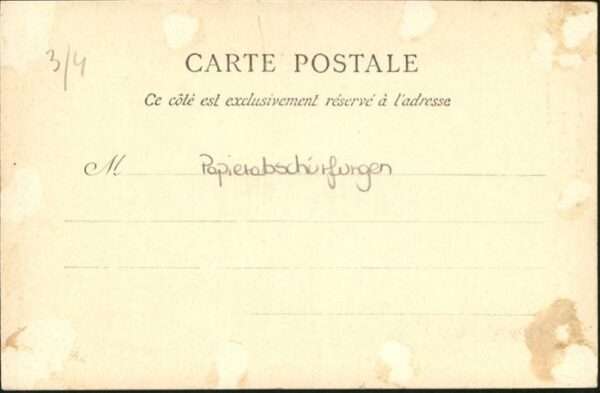 3/4
CARTE POSTALE
Ce côté est exclusivement réservé à l'adresse
M. Papierabschürfungen